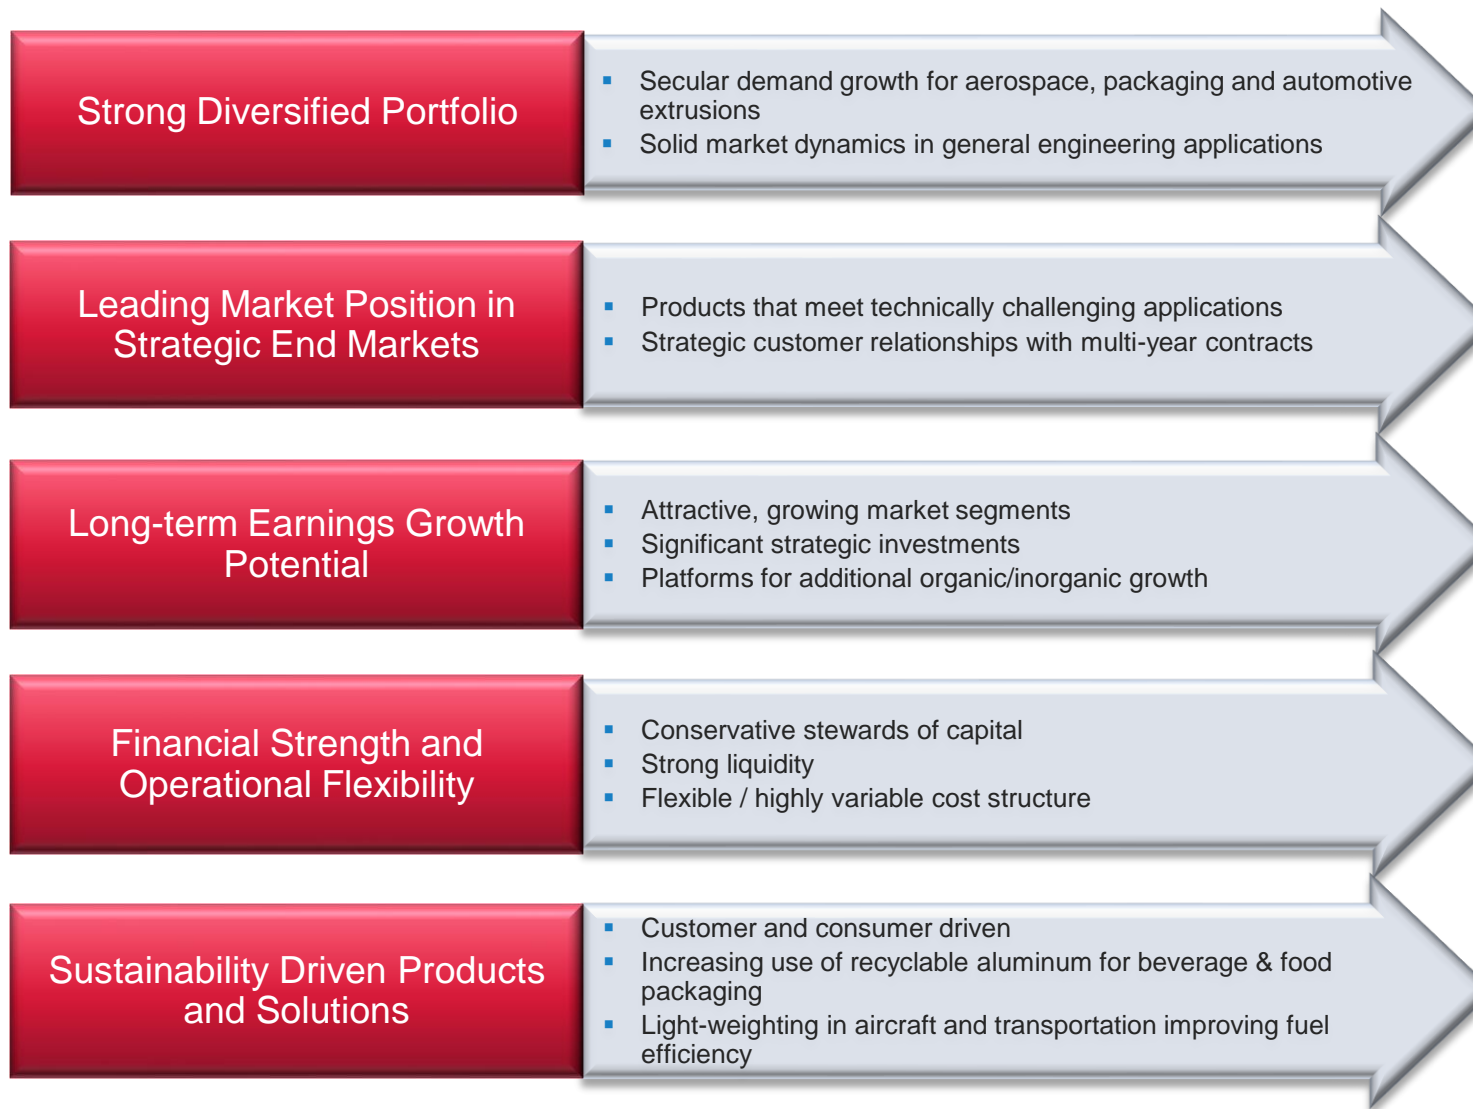 Strong Diversified Portfolio
▪ Secular demand growth for aerospace, packaging and automotive
extrusions
▪ Solid market dynamics in general engineering applications
Leading Market Position in
Strategic End Markets
▪ Products that meet technically challenging applications
▪ Strategic customer relationships with multi-year contracts
Long-term Earnings Growth
Potential
▪ Attractive, growing market segments
▪ Significant strategic investments
▪ Platforms for additional organic/inorganic growth
Financial Strength and
Operational Flexibility
▪ Conservative stewards of capital
▪ Strong liquidity
▪ Flexible / highly variable cost structure
Sustainability Driven Products
and Solutions
▪ Customer and consumer driven
▪ Increasing use of recyclable aluminum for beverage & food
packaging
▪ Light-weighting in aircraft and transportation improving fuel
efficiency